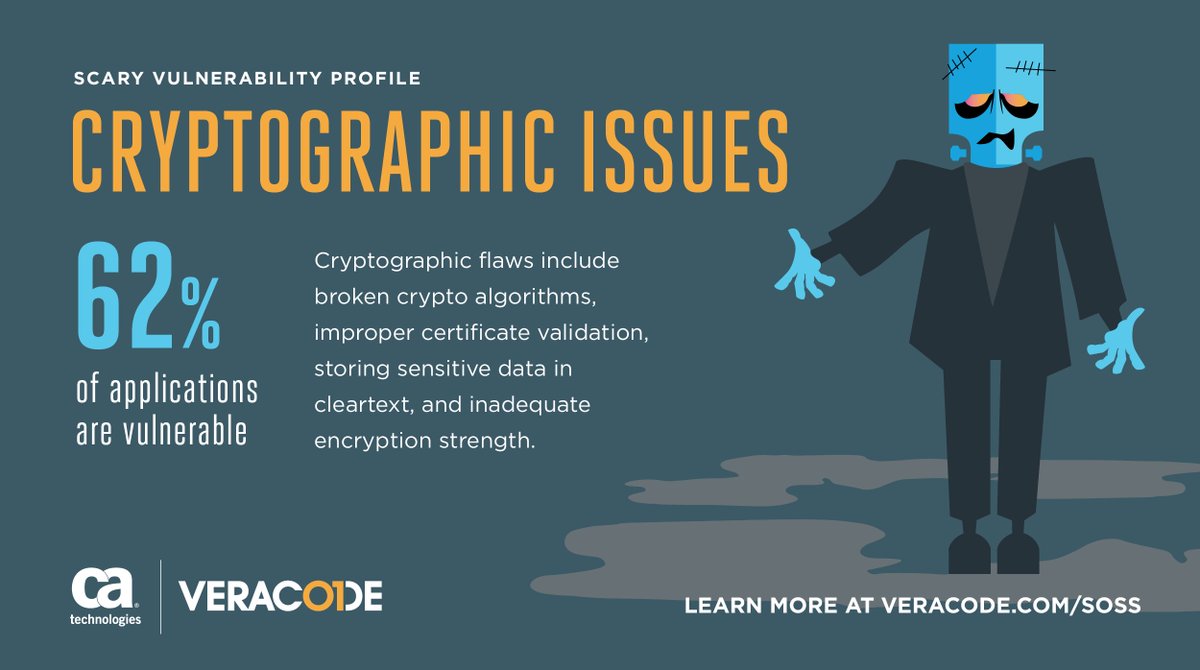 SCARY VULNERABILITY PROFILE
CRYPTOGRAPHIC ISSUES
62%
of applications
are vulnerable
Cryptographic flaws include
broken crypto algorithms,
improper certificate validation,
storing sensitive data in
cleartext, and inadequate
encryption strength.
ca
technologies
VERACODE
LEARN MORE AT VERACODE.COM/SOSS